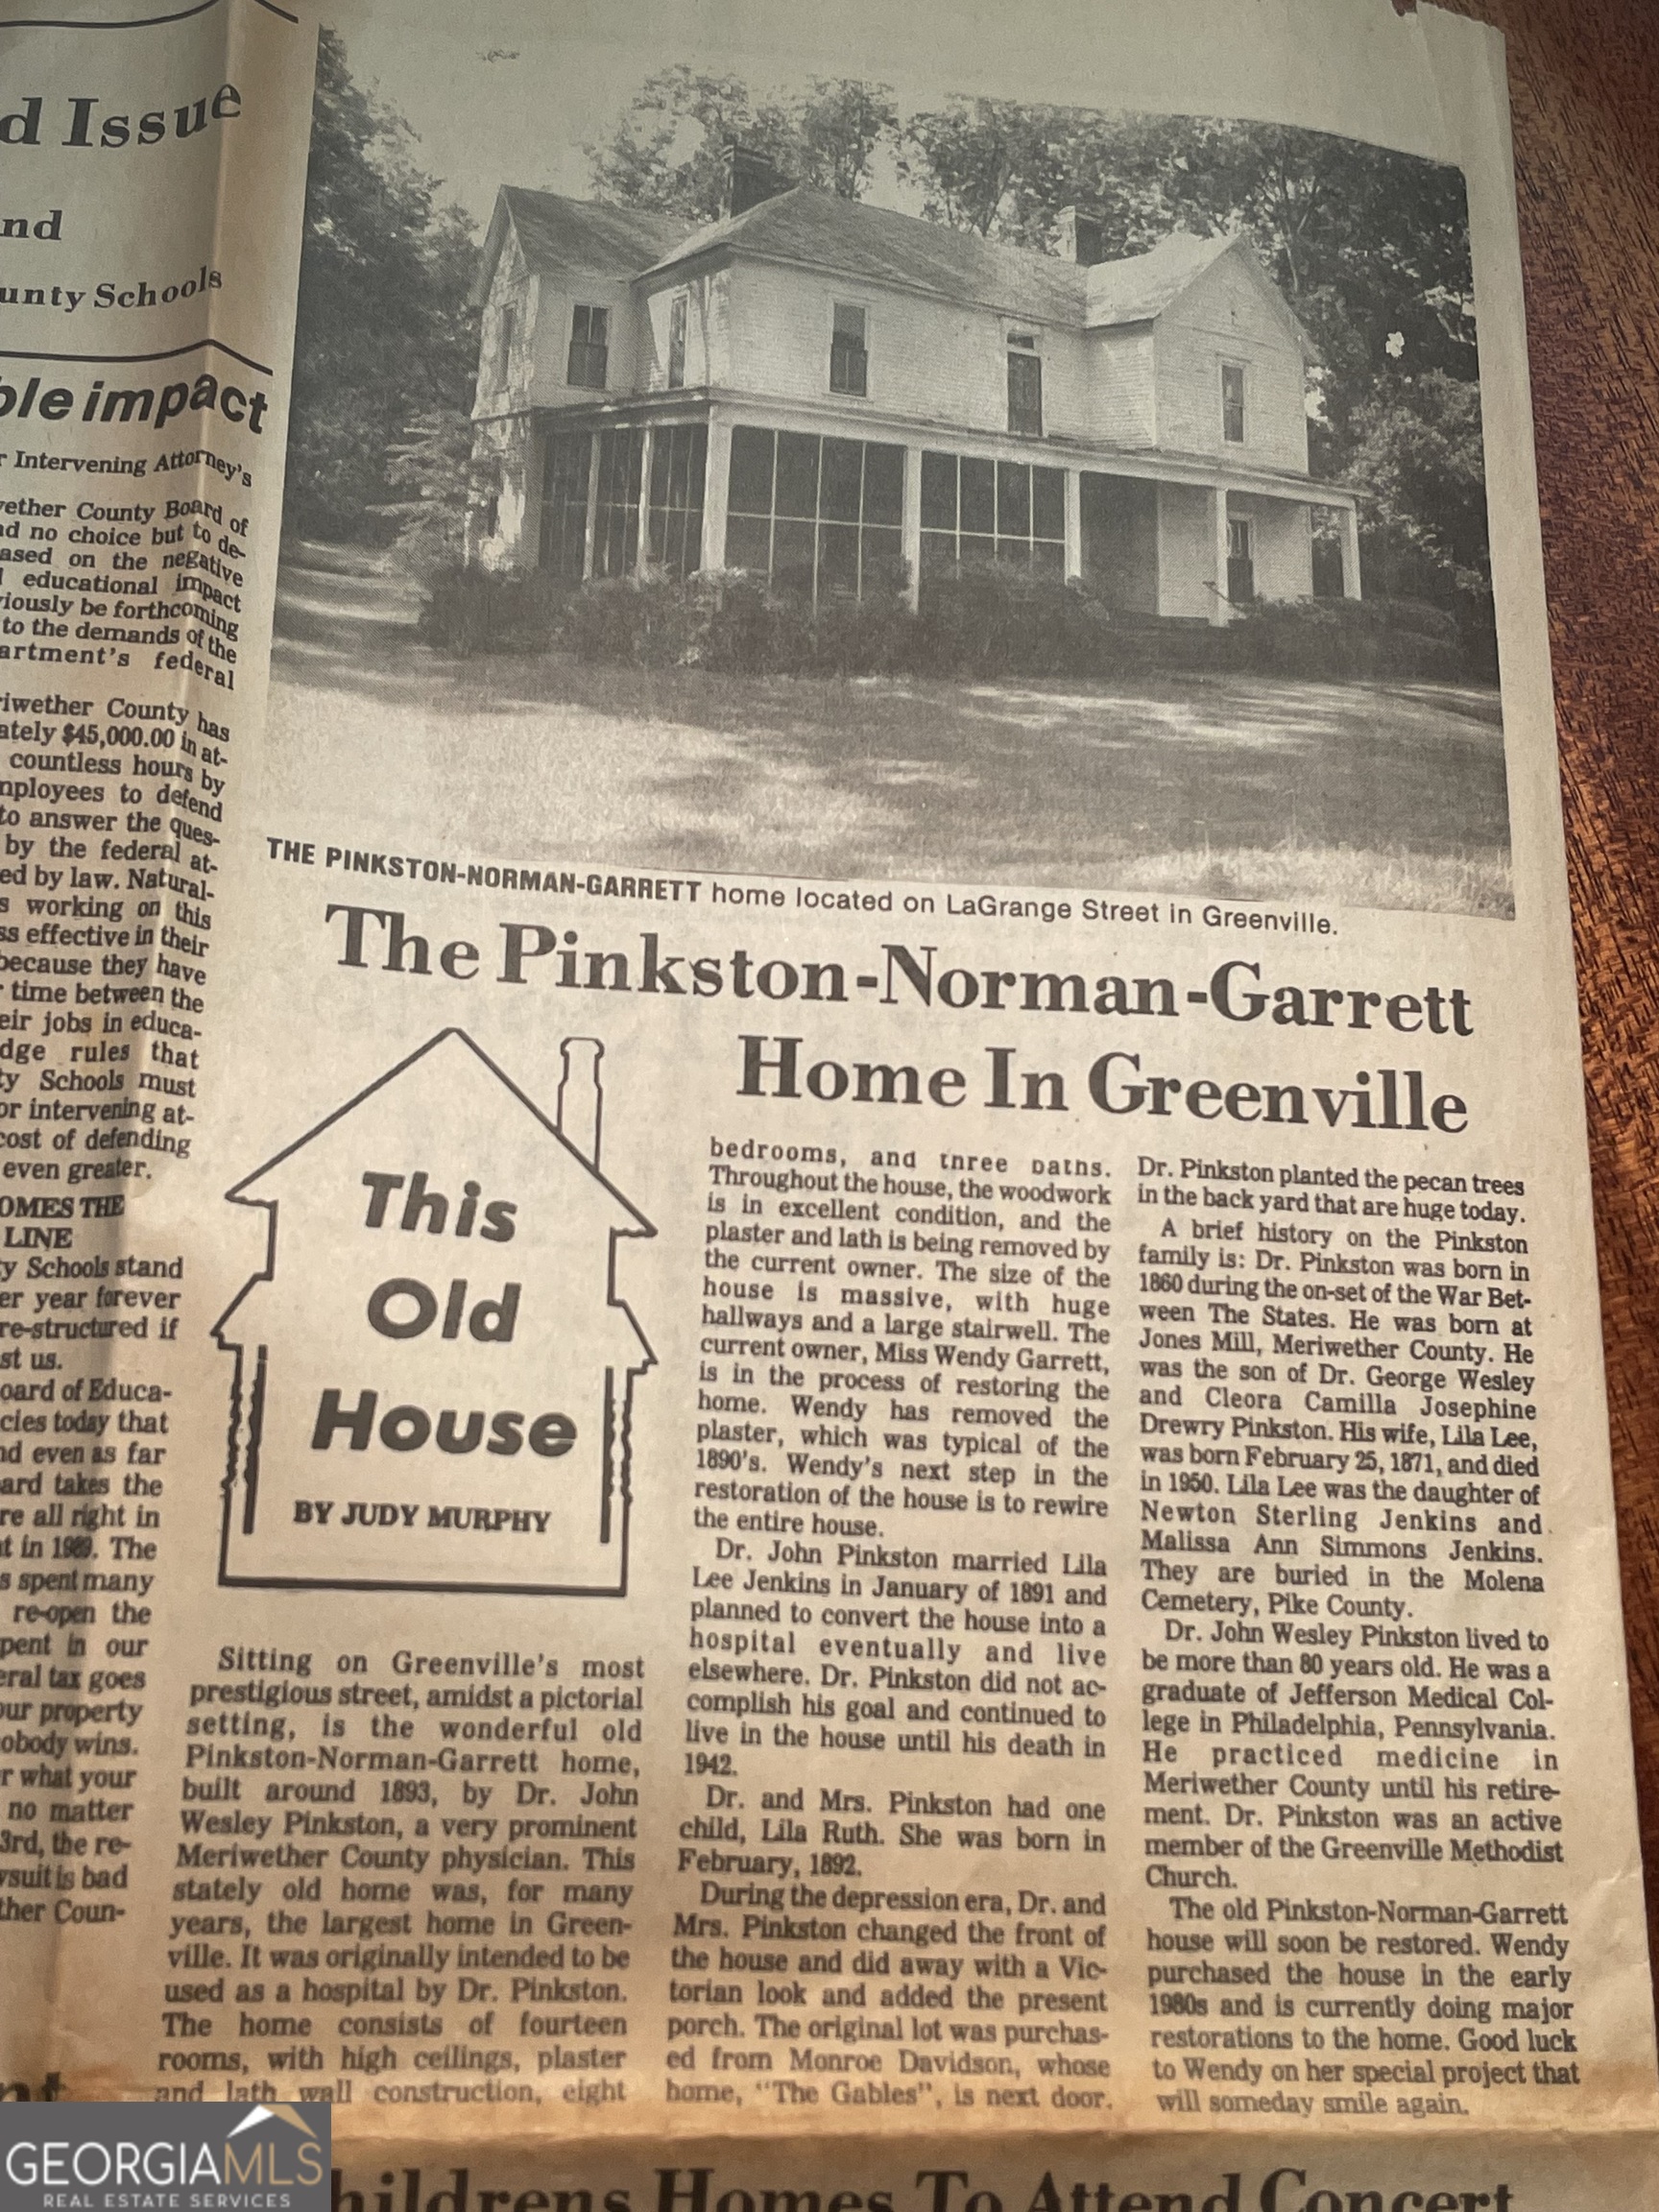 d Issue
nd
unty Schools
ble impact
r Intervening Attorney's
wether County Board of
ad no choice but to de-
ased on the negative
l educational impact
viously be forthcoming
to the demands of the
artment's federal
riwether County has
ately $45,000.00 in at-
countless hours by
mployees to defend
to answer the ques-
by the federal at-
ed by law. Natural-
s working on this
ss effective in their
because they have
r time between the
eir jobs in educa-
dge rules that
ty Schools must
or intervening at-
cost of defending
even greater.
OMES THE
LINE
ty Schools stand
er year forever
re-structured if
st us.
oard of Educa-
cies today that
nd even as far
ard takes the
re all right in
t in 1989. The
s spent many
re-open the
pent in our
eral tax goes
our property
obody wins.
r what your
no matter
3rd, the re-
wsuit is bad
ther Coun-
THE PINKSTON-NORMAN-GARRETT home located on LaGrange Street in Greenville.
The Pinkston-Norman-Garrett
Home In Greenville
This
Old
House
BY JUDY MURPHY
Sitting on Greenville's most
prestigious street, amidst a pictorial
setting, is the wonderful old
Pinkston-Norman-Garrett home,
built around 1893, by Dr. John
Wesley Pinkston, a very prominent
Meriwether County physician. This
stately old home was, for many
years, the largest home in Green-
ville. It was originally intended to be
used as a hospital by Dr. Pinkston.
The home consists of fourteen
rooms, with high ceilings, plaster
and lath wall construction, eight
bedrooms, and three baths.
Throughout the house, the woodwork
is in excellent condition, and the
plaster and lath is being removed by
the current owner. The size of the
house is massive, with huge
hallways and a large stairwell. The
current owner, Miss Wendy Garrett,
is in the process of restoring the
home. Wendy has removed the
plaster, which was typical of the
1890's. Wendy's next step in the
restoration of the house is to rewire
the entire house.
Dr. John Pinkston married Lila
Lee Jenkins in January of 1891 and
planned to convert the house into a
hospital eventually and live
elsewhere. Dr. Pinkston did not ac-
complish his goal and continued to
live in the house until his death in
1942.
Dr. and Mrs. Pinkston had one
child, Lila Ruth. She was born in
February, 1892.
During the depression era, Dr. and
Mrs. Pinkston changed the front of
the house and did away with a Vic-
torian look and added the present
porch. The original lot was purchas-
ed from Monroe Davidson, whose
home, "The Gables", is next door.
Dr. Pinkston planted the pecan trees
in the back yard that are huge today.
A brief history on the Pinkston
family is: Dr. Pinkston was born in
1860 during the on-set of the War Bet-
ween The States. He was born at
Jones Mill, Meriwether County. He
was the son of Dr. George Wesley
and Cleora Camilla Josephine
Drewry Pinkston. His wife, Lila Lee,
was born February 25, 1871, and died
in 1950. Lila Lee was the daughter of
Newton Sterling Jenkins and
Malissa Ann Simmons Jenkins.
They are buried in the Molena
Cemetery, Pike County.
Dr. John Wesley Pinkston lived to
be more than 80 years old. He was a
graduate of Jefferson Medical Col-
lege in Philadelphia, Pennsylvania.
He practiced medicine in
Meriwether County until his retire-
ment. Dr. Pinkston was an active
member of the Greenville Methodist
Church.
The old Pinkston-Norman-Garrett
house will soon be restored. Wendy
purchased the house in the early
1980s and is currently doing major
restorations to the home. Good luck
to Wendy on her special project that
will someday smile again.
hildrens Homes To Attend Concert
GEORGIAMLS
REAL ESTATE SERVICES